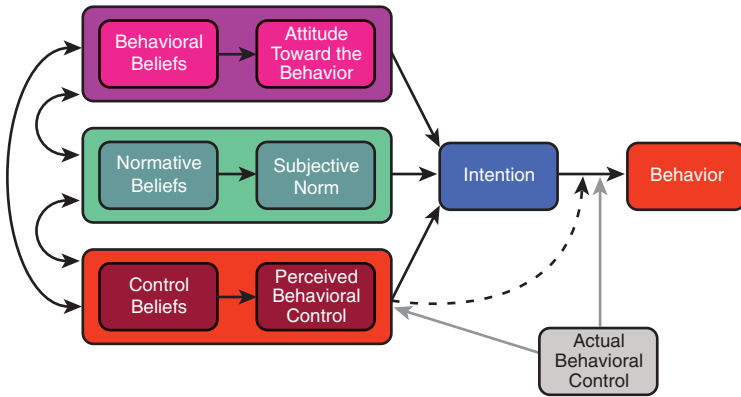 Behavioral
Beliefs
Attitude
Toward the
Behavior
Normative
Beliefs
Subjective
Norm
Intention
Behavior
Control
Beliefs
Perceived
Behavioral
Control
Actual
Behavioral
Control